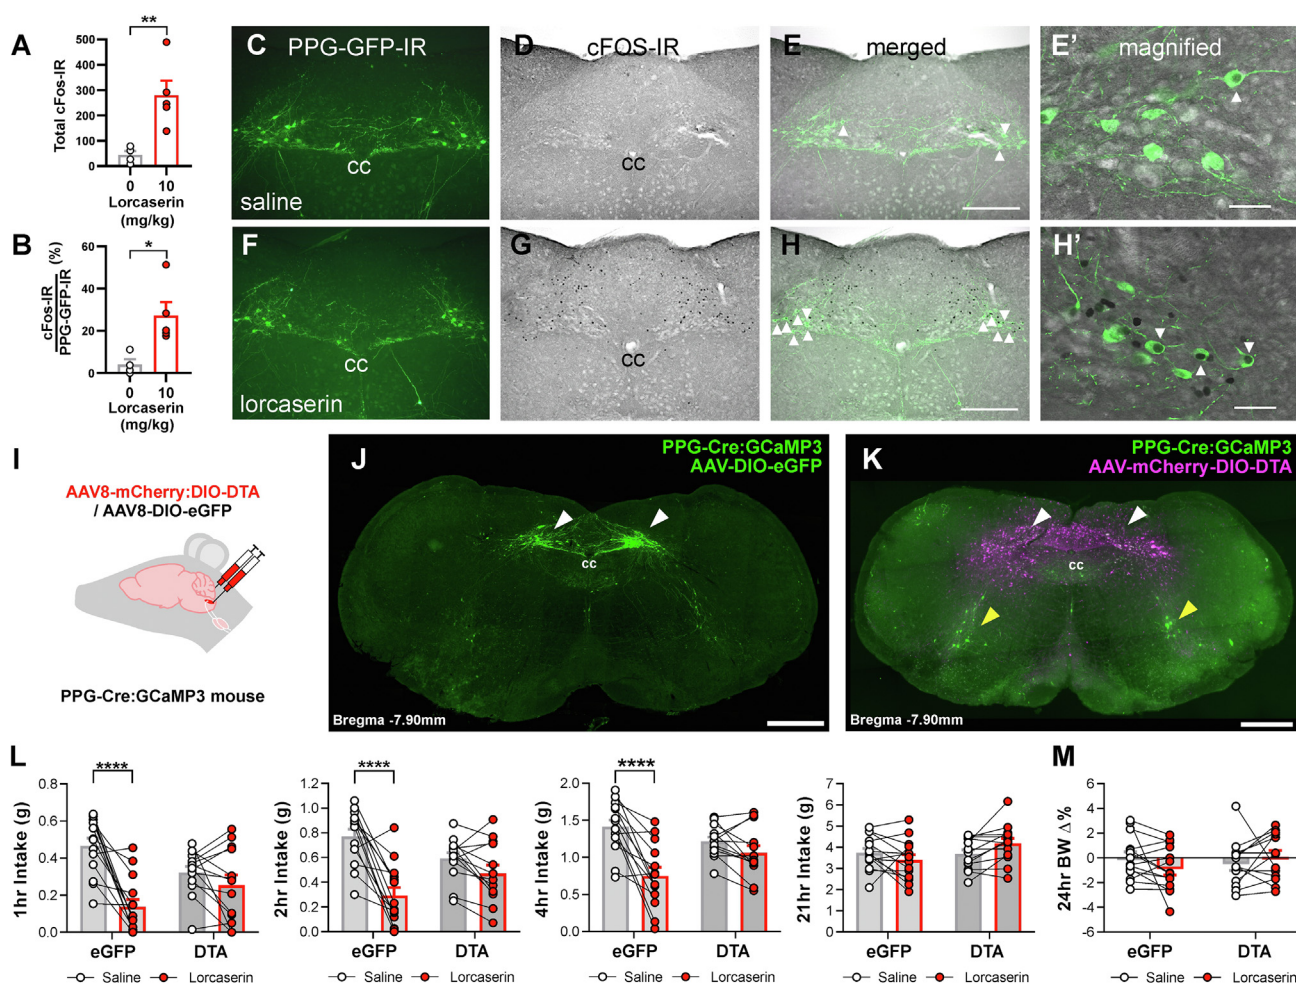 A
**
500
400
300
200
100
0
Total cFos-IR
0 10
Lorcaserin
(mg/kg)
B
*
60
40
20
0
cFos-IR
PPG-GFP-IR
(%)
0 10
Lorcaserin
(mg/kg)
C PPG-GFP-IR
cc
saline
D cFOS-IR
cc
E merged
E' magnified
F
cc
lorcaserin
G
cc
H
H'
I
AAV8-mCherry:DIO-DTA
/ AAV8-DIO-eGFP
PPG-Cre:GCaMP3 mouse
J
PPG-Cre:GCaMP3
AAV-DIO-eGFP
cc
Bregma -7.90mm
K
PPG-Cre:GCaMP3
AAV-mCherry-DIO-DTA
cc
Bregma -7.90mm
L
****
0.8
0.6
0.4
0.2
0.0
1hr Intake (g)
eGFP DTA
Saline Lorcaserin
****
1.2
1.0
0.8
0.6
0.4
0.2
0.0
2hr Intake (g)
eGFP DTA
Saline Lorcaserin
****
2.0
1.5
1.0
0.5
0.0
4hr Intake (g)
eGFP DTA
Saline Lorcaserin
7
6
5
4
3
2
1
0
21hr Intake (g)
eGFP DTA
Saline Lorcaserin
M
6
4
2
0
-2
-4
-6
24hr BW Δ%
eGFP DTA
Saline Lorcaserin